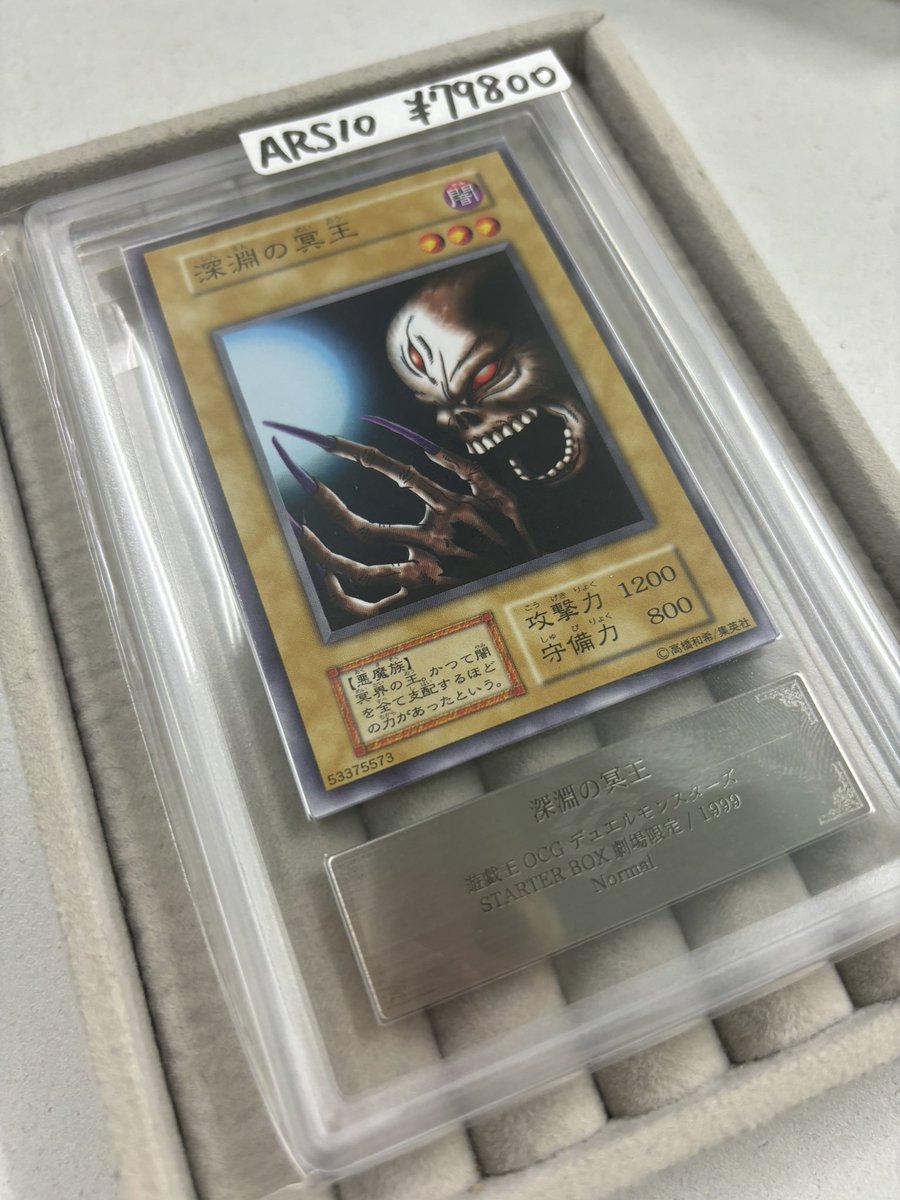 ARS10 ¥79800
闇
深淵の冥王
【悪魔族】
冥界の王。かつて闇
を全て支配するほど
の力があったという。
攻撃力 1200
守備力 800
53375573
©高橋和希/集英社
深淵の冥王
遊戯王 OCG デュエルモンスターズ
STARTER BOX 劇場限定 / 1999
Normal